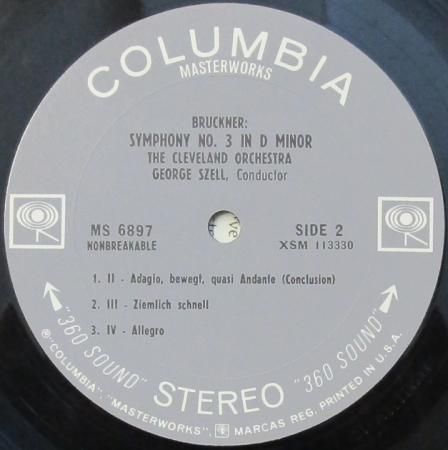 COLUMBIA
MASTERWORKS
BRUCKNER:
SYMPHONY NO. 3 IN D MINOR
THE CLEVELAND ORCHESTRA
GEORGE SZELL, Conductor
MS 6897
NONBREAKABLE
SIDE 2
XSM 113330
1. II - Adagio, bewegt, quasi Andante (Conclusion)
2. III - Ziemlich schnell
3. IV - Allegro
"360 SOUND" STEREO "360 SOUND"
℗"COLUMBIA", "MASTERWORKS", MARCAS REG. PRINTED IN U.S.A.